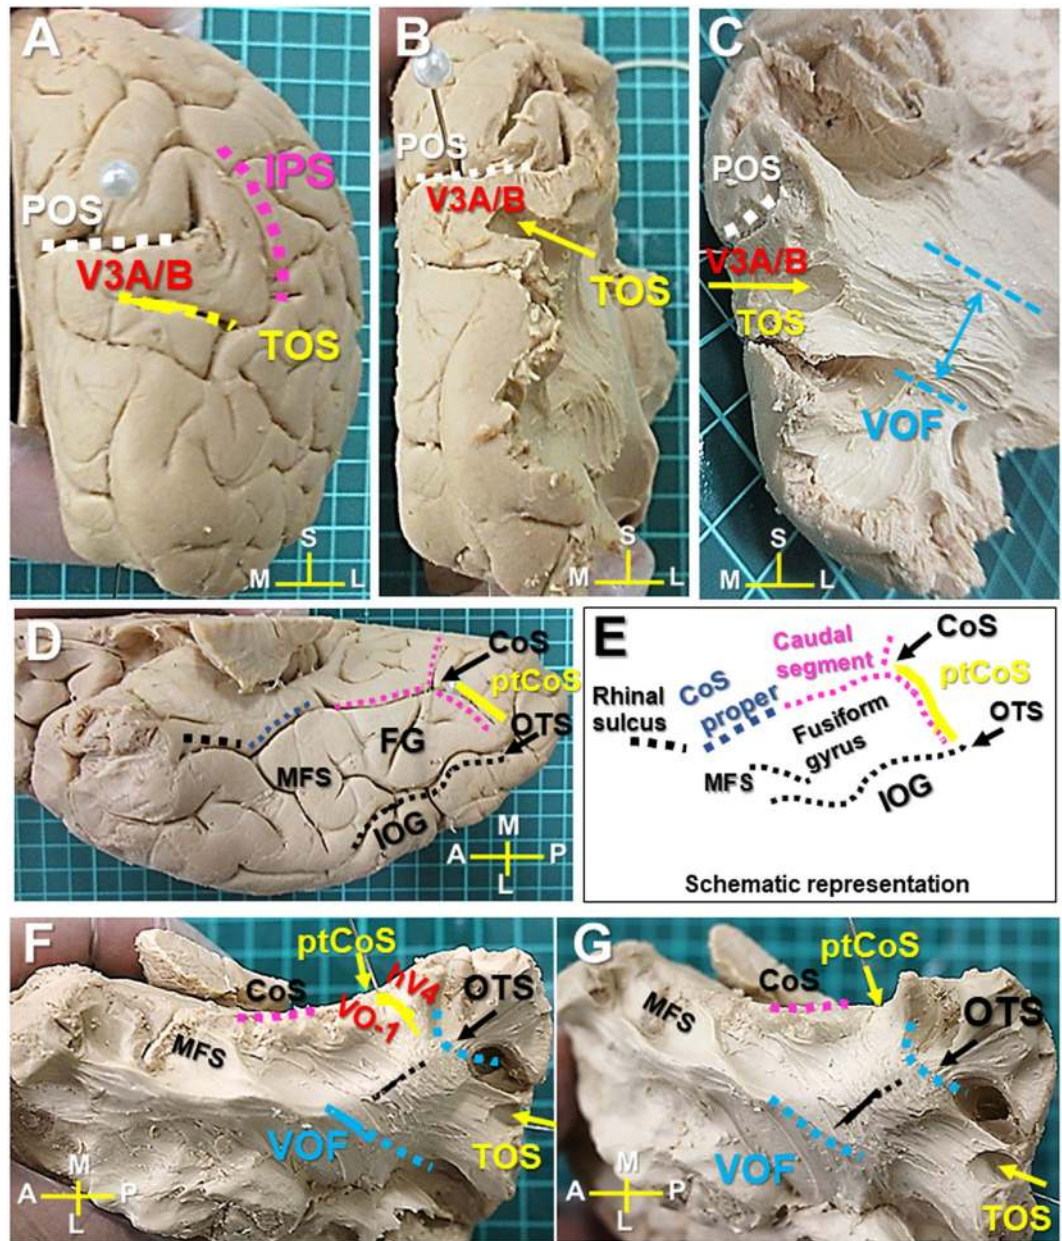 A
IPS
POS
V3A/B
TOS
S
M L
B
POS
V3A/B
TOS
S
M L
C
POS
V3A/B
TOS
VOF
S
M L
D
CoS
ptCoS
OTS
FG
MFS
IOG
M
A P
L
E
Caudal
segment
CoS
ptCoS
CoS
proper
Rhinal
sulcus
Fusiform
gyrus
OTS
MFS
IOG
Schematic representation
F
ptCoS
hV4
OTS
CoS
VO-1
MFS
VOF
TOS
M
A P
L
G
ptCoS
CoS
OTS
MFS
VOF
M
A P
L
TOS